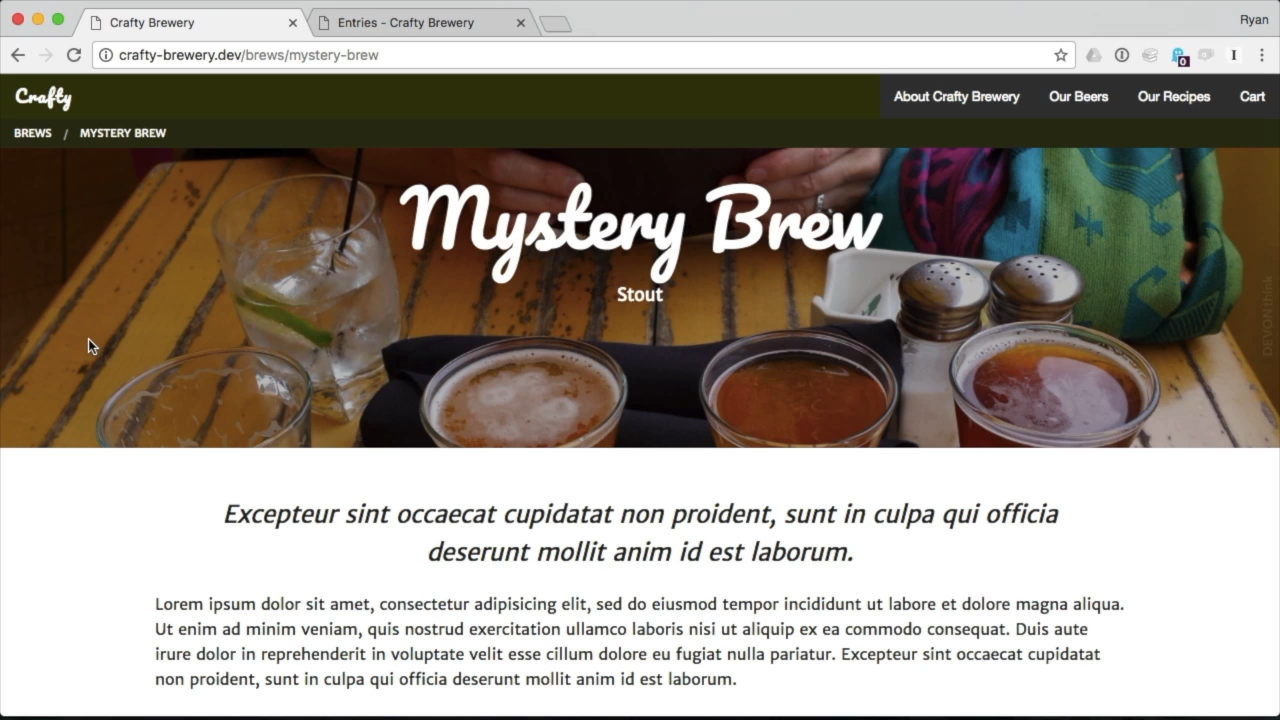 Crafty Brewery
Entries - Crafty Brewery
Ryan
crafty-brewery.dev/brews/mystery-brew
0
I
Crafty
About Crafty Brewery
Our Beers
Our Recipes
Cart
BREWS / MYSTERY BREW
Mystery Brew
Stout
DEVONthink
Excepteur sint occaecat cupidatat non proident, sunt in culpa qui officia
deserunt mollit anim id est laborum.
Lorem ipsum dolor sit amet, consectetur adipisicing elit, sed do eiusmod tempor incididunt ut labore et dolore magna aliqua.
Ut enim ad minim veniam, quis nostrud exercitation ullamco laboris nisi ut aliquip ex ea commodo consequat. Duis aute
irure dolor in reprehenderit in voluptate velit esse cillum dolore eu fugiat nulla pariatur. Excepteur sint occaecat cupidatat
non proident, sunt in culpa qui officia deserunt mollit anim id est laborum.